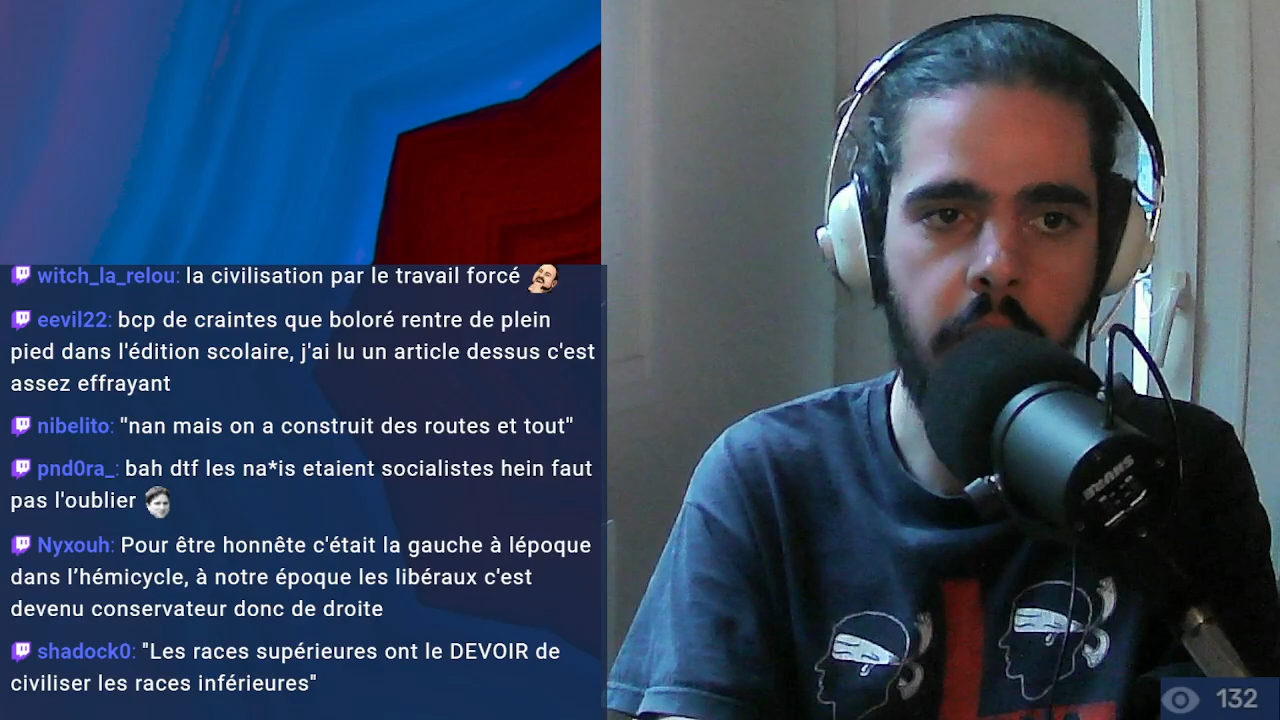 witch_la_relou: la civilisation par le travail forcé
eevil22: bcp de craintes que boloré rentre de plein
pied dans l'édition scolaire, j'ai lu un article dessus c'est
assez effrayant
nibelito: "nan mais on a construit des routes et tout"
pnd0ra_: bah dtf les na*is etaient socialistes hein faut
pas l'oublier
Nyxouh: Pour être honnête c'était la gauche à lépoque
dans l’hémicycle, à notre époque les libéraux c'est
devenu conservateur donc de droite
shadock0: "Les races supérieures ont le DEVOIR de
civiliser les races inférieures"
SHURE
132